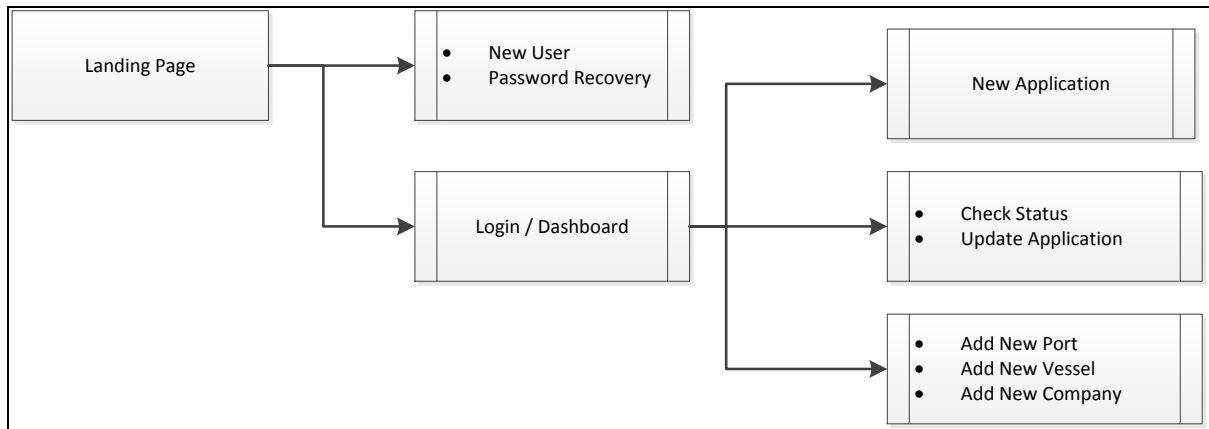 Landing Page
• New User
• Password Recovery
Login / Dashboard
New Application
• Check Status
• Update Application
• Add New Port
• Add New Vessel
• Add New Company